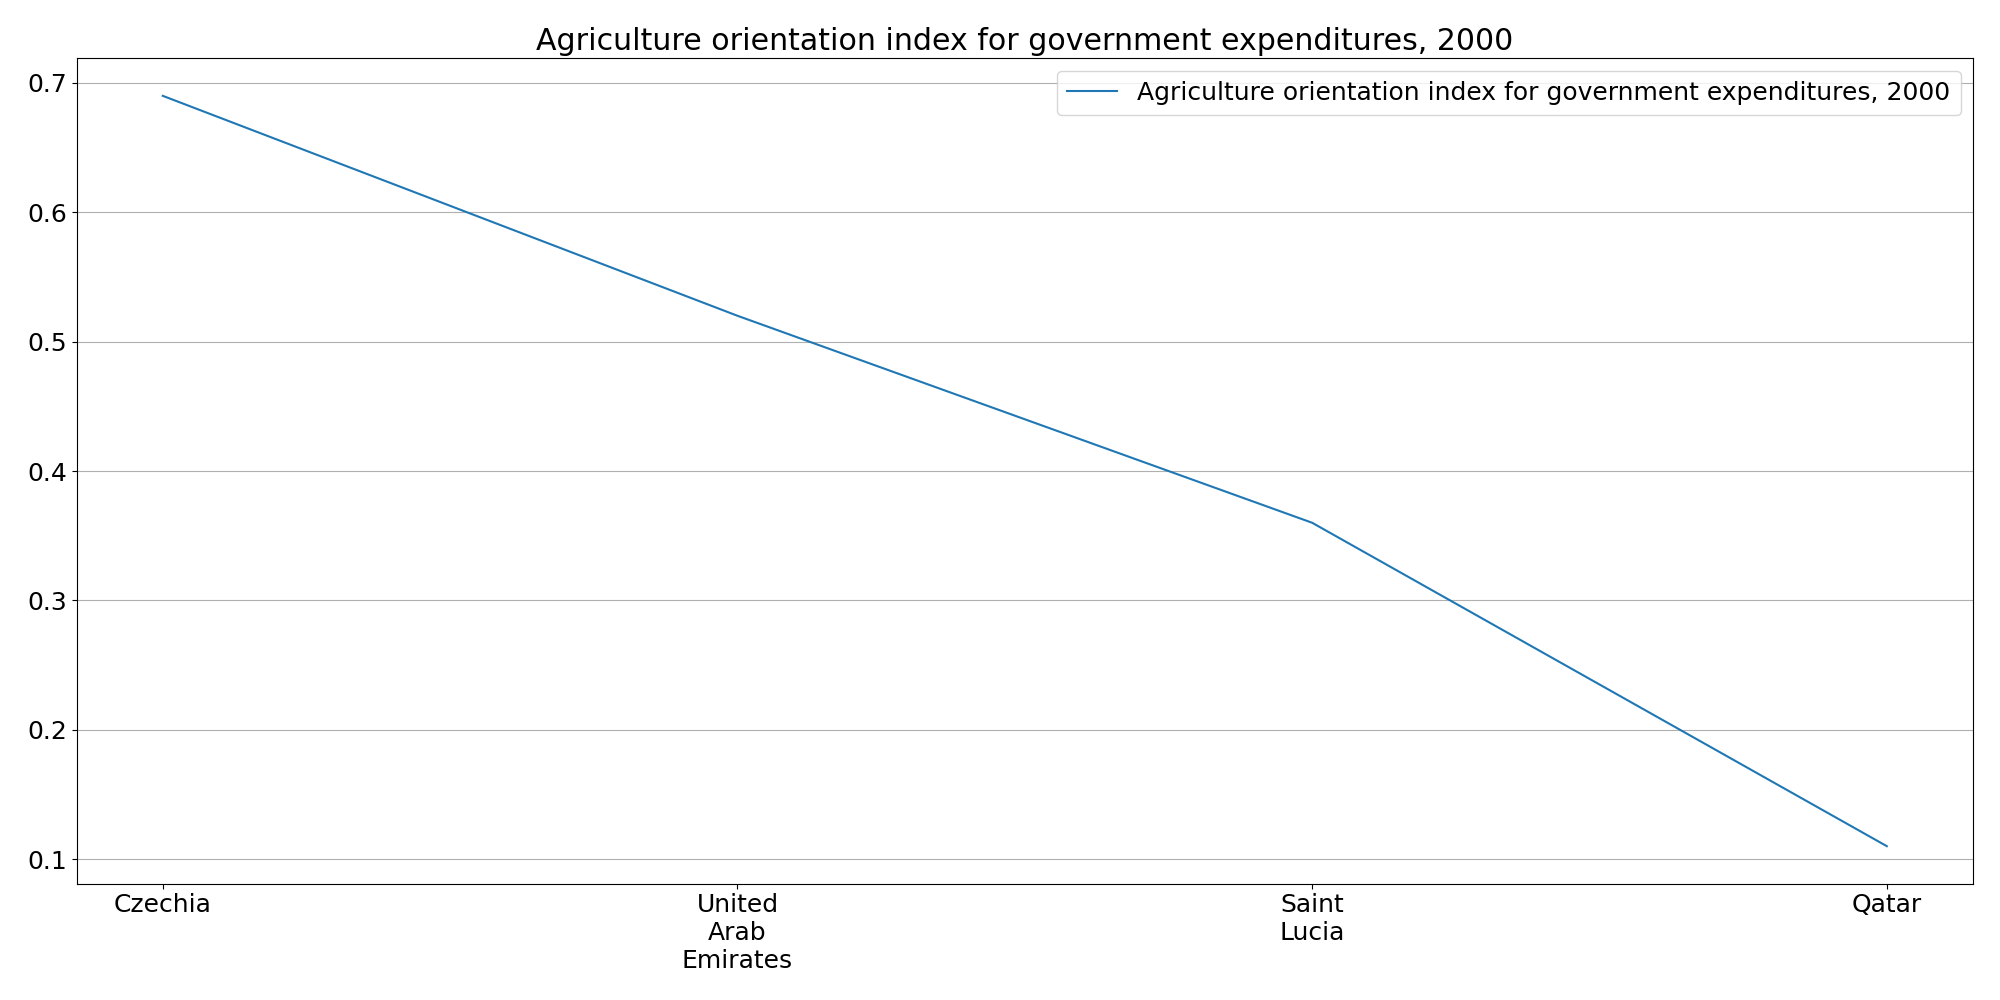 Agriculture orientation index for government expenditures, 2000
Agriculture orientation index for government expenditures, 2000
0.7
0.6
0.5
0.4
0.3
0.2
0.1
Czechia
United
Arab
Emirates
Saint
Lucia
Qatar